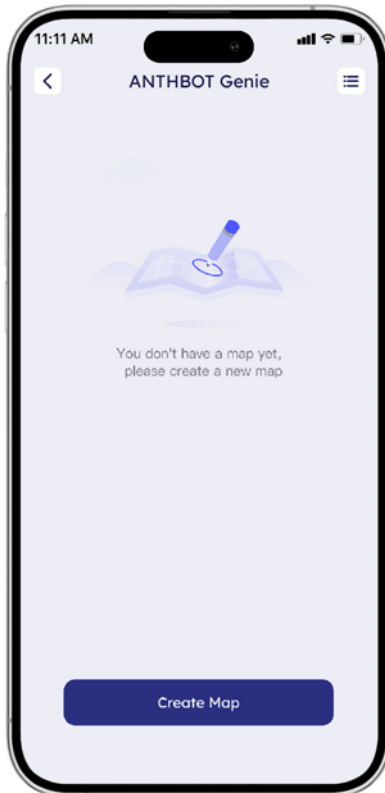 11:11 AM
ANTHBOT Genie
You don't have a map yet,
please create a new map
Create Map